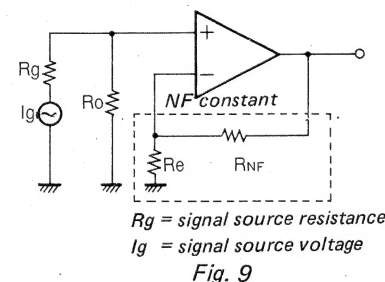 +
Rg
−
Ro
NF constant
Ig
Re
RNF
Rg = signal source resistance
Ig = signal source voltage
Fig. 9